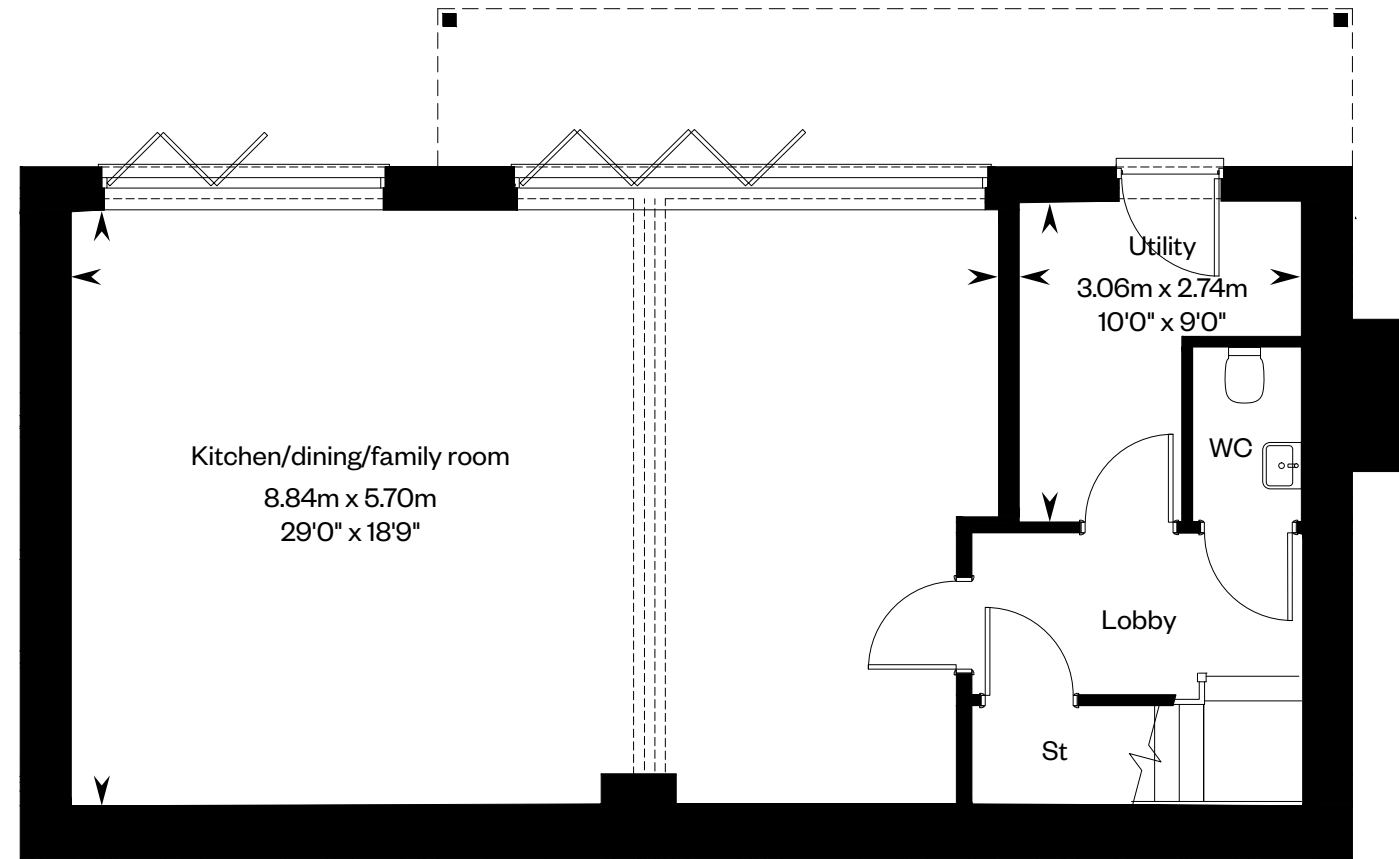 Utility
3.06m x 2.74m
10'0" x 9'0"
Kitchen/dining/family room
8.84m x 5.70m
29'0" x 18'9"
WC
Lobby
St